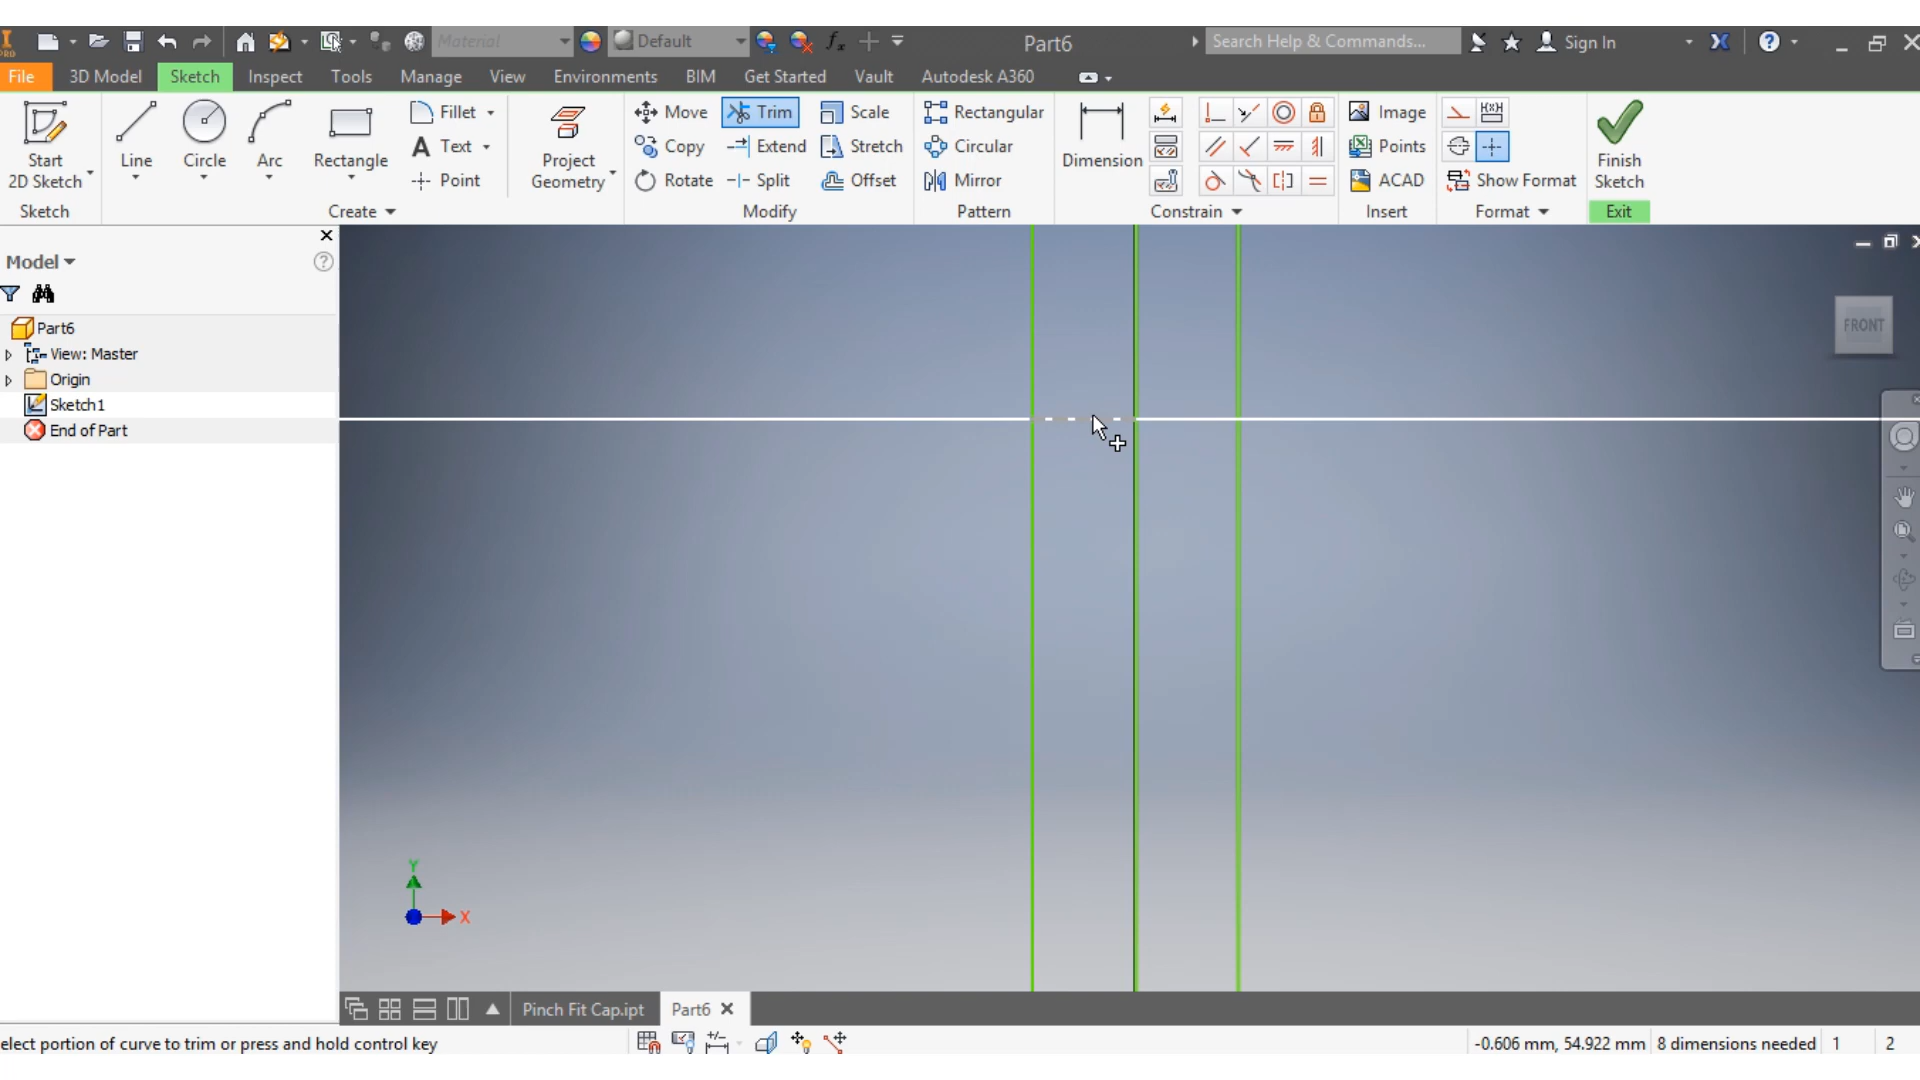 PRO Material Default fx Part6 Search Help & Commands... Sign In
File 3D Model Sketch Inspect Tools Manage View Environments BIM Get Started Vault Autodesk A360
Start 2D Sketch Line Circle Arc Rectangle Fillet Text Point Project Geometry Move Trim Scale Rectangular Dimension Image Finish Sketch
Copy Extend Stretch Circular Points
Rotate Split Offset Mirror ACAD Show Format
Sketch Create Modify Pattern Constrain Insert Format Exit
Model
Part6
View: Master
Origin
Sketch1
End of Part
FRONT
Y
X
Pinch Fit Cap.ipt Part6
elect portion of curve to trim or press and hold control key -0.606 mm, 54.922 mm 8 dimensions needed 1 2